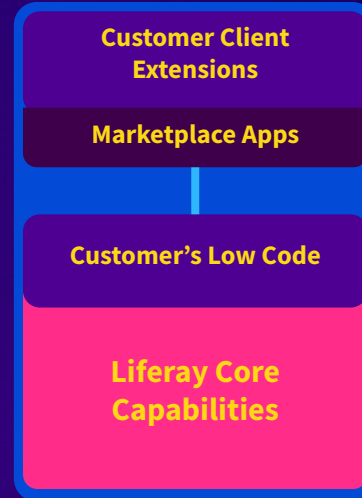 Customer Client
Extensions
Marketplace Apps
Customer’s Low Code
Liferay Core
Capabilities